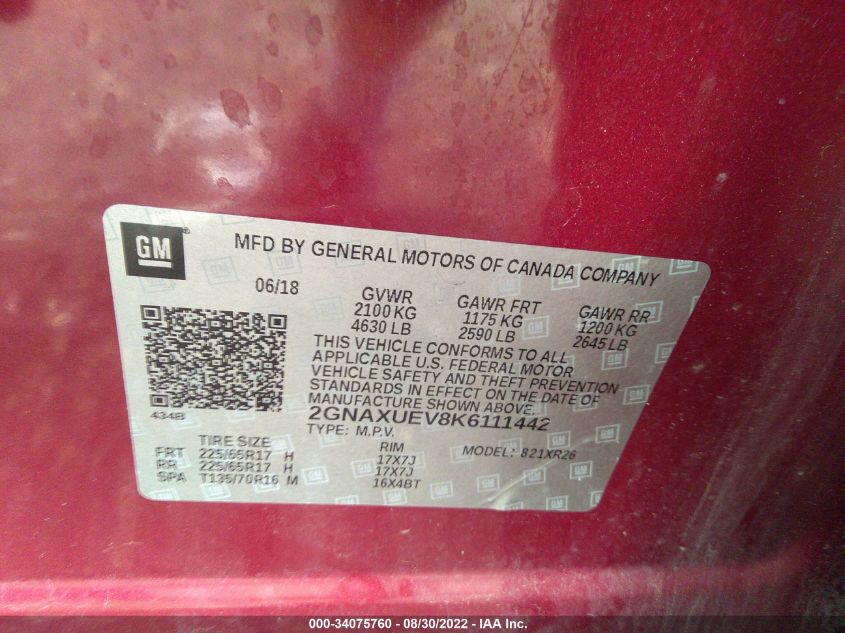 GM
MFD BY GENERAL MOTORS OF CANADA COMPANY
06/18
GVWR GAWR FRT GAWR RR
2100 KG 1175 KG 1200 KG
4630 LB 2590 LB 2645 LB
THIS VEHICLE CONFORMS TO ALL
APPLICABLE U.S. FEDERAL MOTOR
VEHICLE SAFETY AND THEFT PREVENTION
STANDARDS IN EFFECT ON THE DATE OF
MANUFACTURE SHOWN ABOVE.
434B
2GNAXUEV8K6111442
TYPE: M.P.V. MODEL: 821XR26
TIRE SIZE RIM
FRT 225/65R17 H 17X7J
RR 225/65R17 H 17X7J
SPA T135/70R16 M 16X4BT
000-34075760 - 08/30/2022 - IAA Inc.